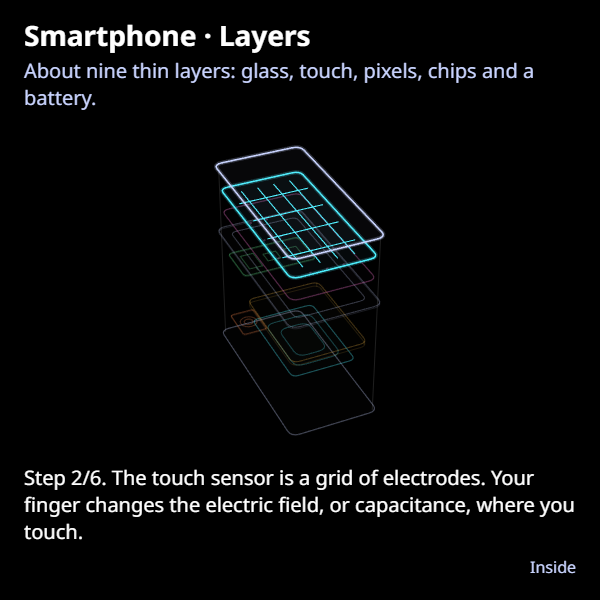 Smartphone · Layers
About nine thin layers: glass, touch, pixels, chips and a
battery.
Step 2/6. The touch sensor is a grid of electrodes. Your
finger changes the electric field, or capacitance, where you
touch.
Inside